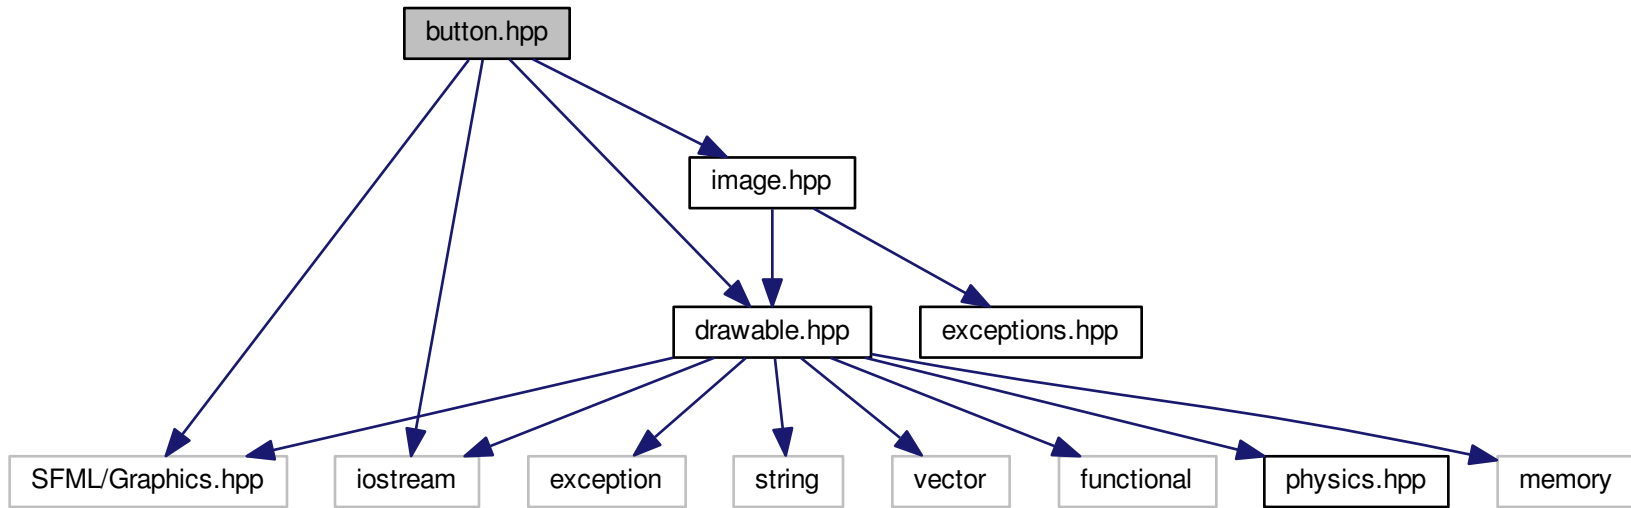 button.hpp
image.hpp
drawable.hpp
exceptions.hpp
SFML/Graphics.hpp
iostream
exception
string
vector
functional
physics.hpp
memory